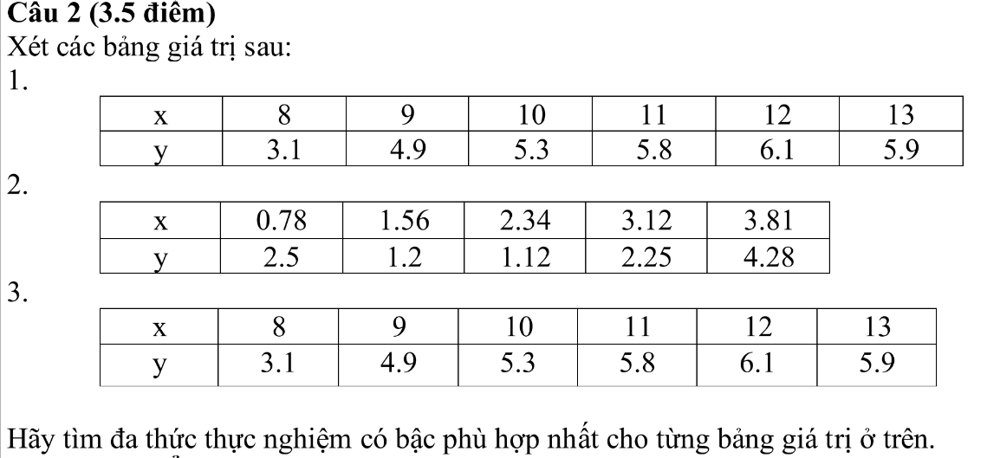 Câu 2 (3.5 điểm)
Xét các bảng giá trị sau:
1.
x 8 9 10 11 12 13
y 3.1 4.9 5.3 5.8 6.1 5.9
2.
x 0.78 1.56 2.34 3.12 3.81
y 2.5 1.2 1.12 2.25 4.28
3.
x 8 9 10 11 12 13
y 3.1 4.9 5.3 5.8 6.1 5.9
Hãy tìm đa thức thực nghiệm có bậc phù hợp nhất cho từng bảng giá trị ở trên.